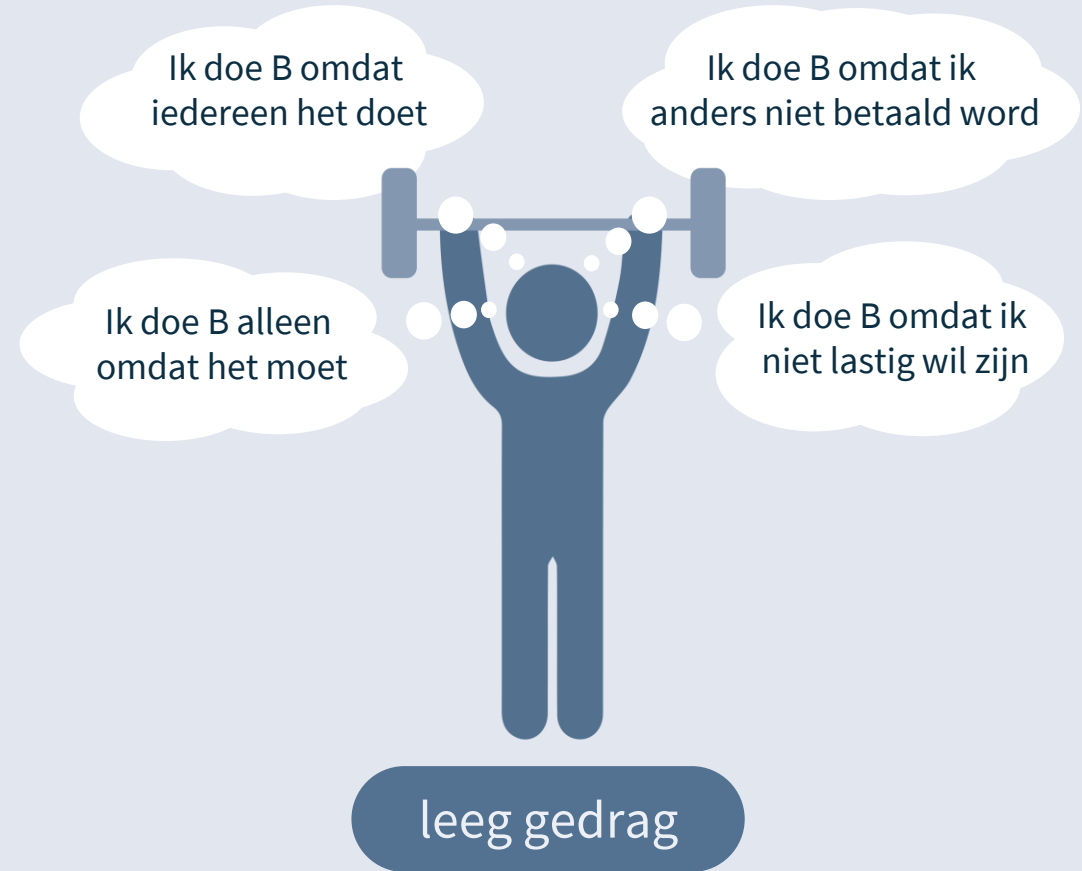 Ik doe B omdat
iedereen het doet
Ik doe B omdat ik
anders niet betaald word
Ik doe B alleen
omdat het moet
Ik doe B omdat ik
niet lastig wil zijn
leeg gedrag